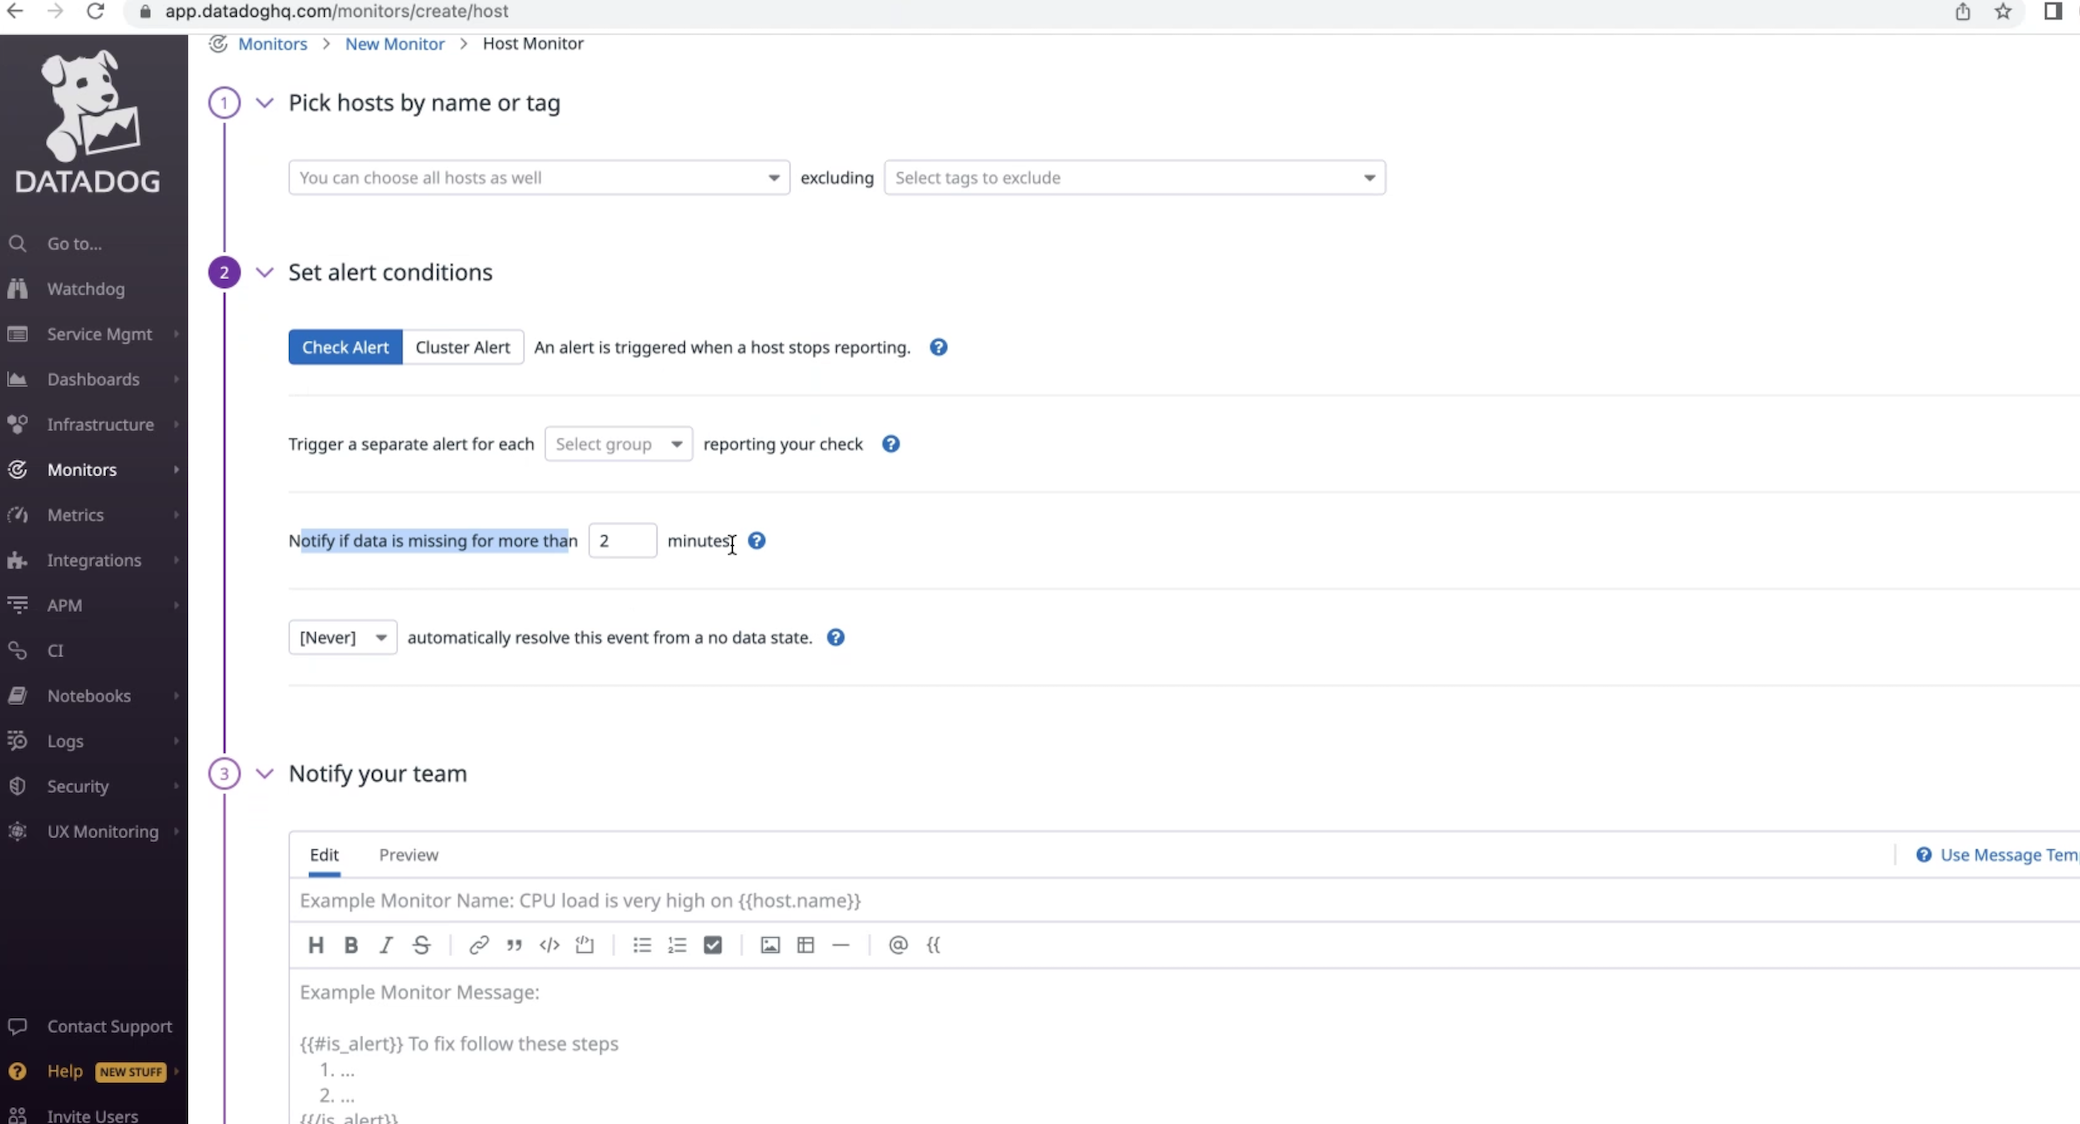 app.datadoghq.com/monitors/create/host
Monitors > New Monitor > Host Monitor
DATADOG
Go to...
Watchdog
Service Mgmt
Dashboards
Infrastructure
Monitors
Metrics
Integrations
APM
CI
Notebooks
Logs
Security
UX Monitoring
Contact Support
Help NEW STUFF
Invite Users
1 Pick hosts by name or tag
You can choose all hosts as well excluding Select tags to exclude
2 Set alert conditions
Check Alert Cluster Alert An alert is triggered when a host stops reporting. ?
Trigger a separate alert for each Select group reporting your check ?
Notify if data is missing for more than 2 minutes. ?
[Never] automatically resolve this event from a no data state. ?
3 Notify your team
Edit Preview ? Use Message Tem
Example Monitor Name: CPU load is very high on {{host.name}}
H B I S @ {{
Example Monitor Message:
{{#is_alert}} To fix follow these steps
1. ...
2. ...
{{/is_alert}}